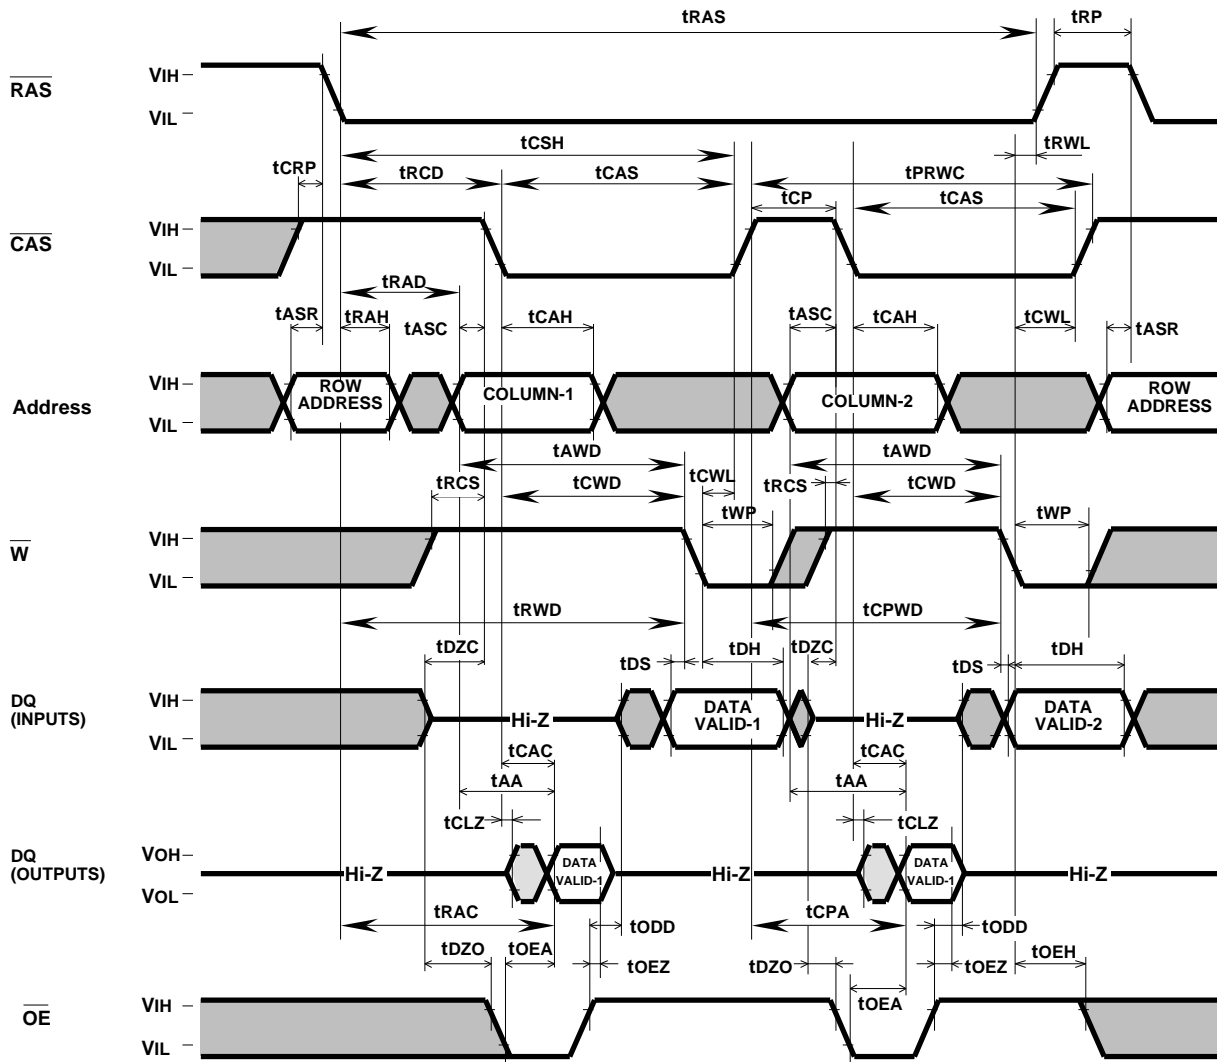 tRAS
tRP
RAS
VIH
VIL
tCSH
tRWL
tCRP
tRCD
tCAS
tPRWC
tCP
tCAS
CAS
VIH
VIL
tRAD
tASR
tRAH
tASC
tCAH
tASC
tCAH
tCWL
tASR
Address
VIH
VIL
ROW
ADDRESS
COLUMN-1
COLUMN-2
ROW
ADDRESS
tAWD
tAWD
tRCS
tCWD
tCWL
tRCS
tCWD
tWP
tWP
W
VIH
VIL
tRWD
tCPWD
tDZC
tDS
tDH
tDZC
tDS
tDH
DQ
(INPUTS)
VIH
VIL
Hi-Z
DATA
VALID-1
Hi-Z
DATA
VALID-2
tCAC
tCAC
tAA
tAA
tCLZ
tCLZ
DQ
(OUTPUTS)
VOH
VOL
Hi-Z
DATA
VALID-1
Hi-Z
DATA
VALID-1
Hi-Z
tRAC
tODD
tCPA
tODD
tDZO
tOEA
tOEZ
tDZO
tOEA
tOEZ
tOEH
OE
VIH
VIL